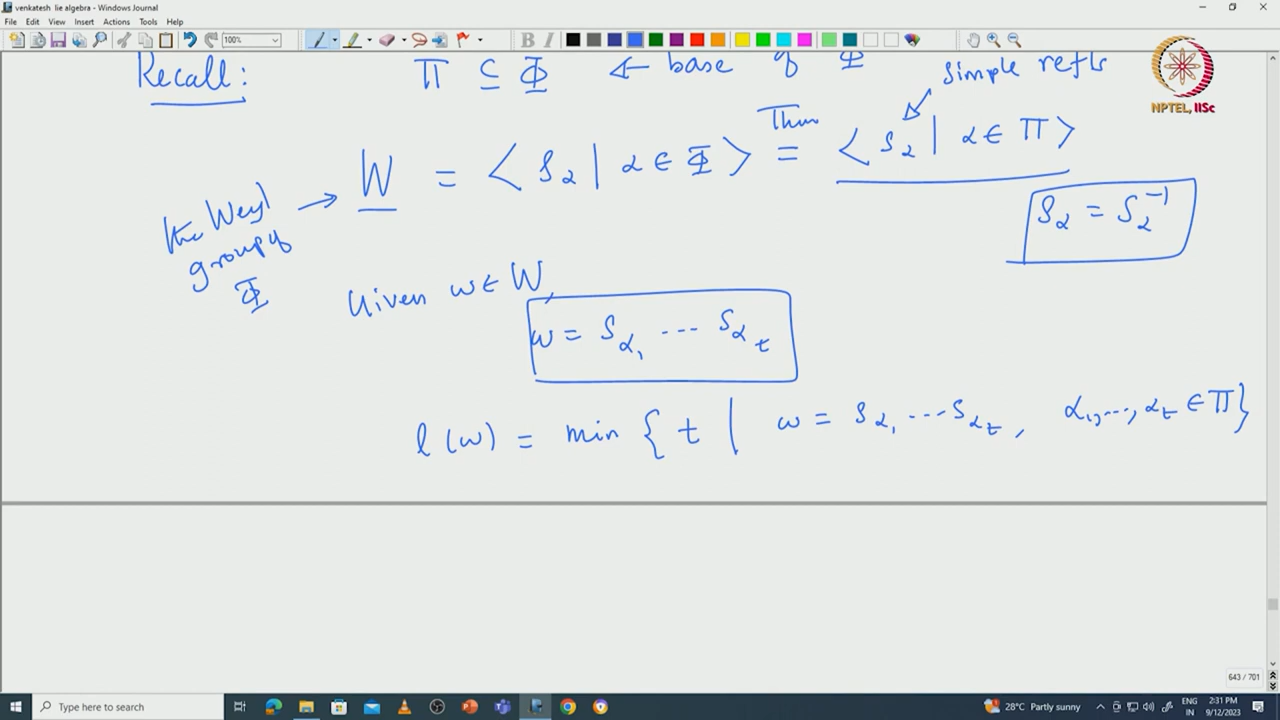 venkatesh lie algebra - Windows Journal
File Edit View Insert Actions Tools Help
100%
Recall: Π ⊆ Φ ← base of Φ
simple refls
NPTEL, IISc
the Weyl group of Φ → W = < s_α | α ∈ Φ > =^{Thm} < s_α | α ∈ Π >
s_α = s_α^{-1}
Given w ∈ W,
w = s_{α_1} --- s_{α_t}
l(w) = min { t | w = s_{α_1} --- s_{α_t}, α_1, ..., α_t ∈ Π }
643 / 701
Type here to search
28°C Partly sunny
ENG
IN
2:31 PM
9/12/2023